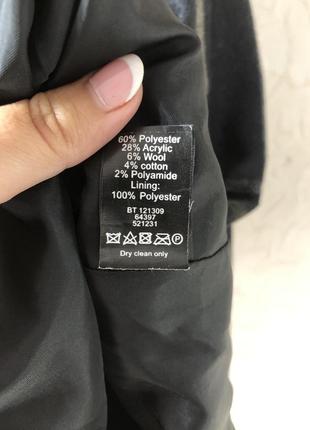 60% Polyester
28% Acrylic
6% Wool
4% cotton
2% Polyamide
Lining:
100% Polyester
BT 121309
64397
521231
P
Dry clean only